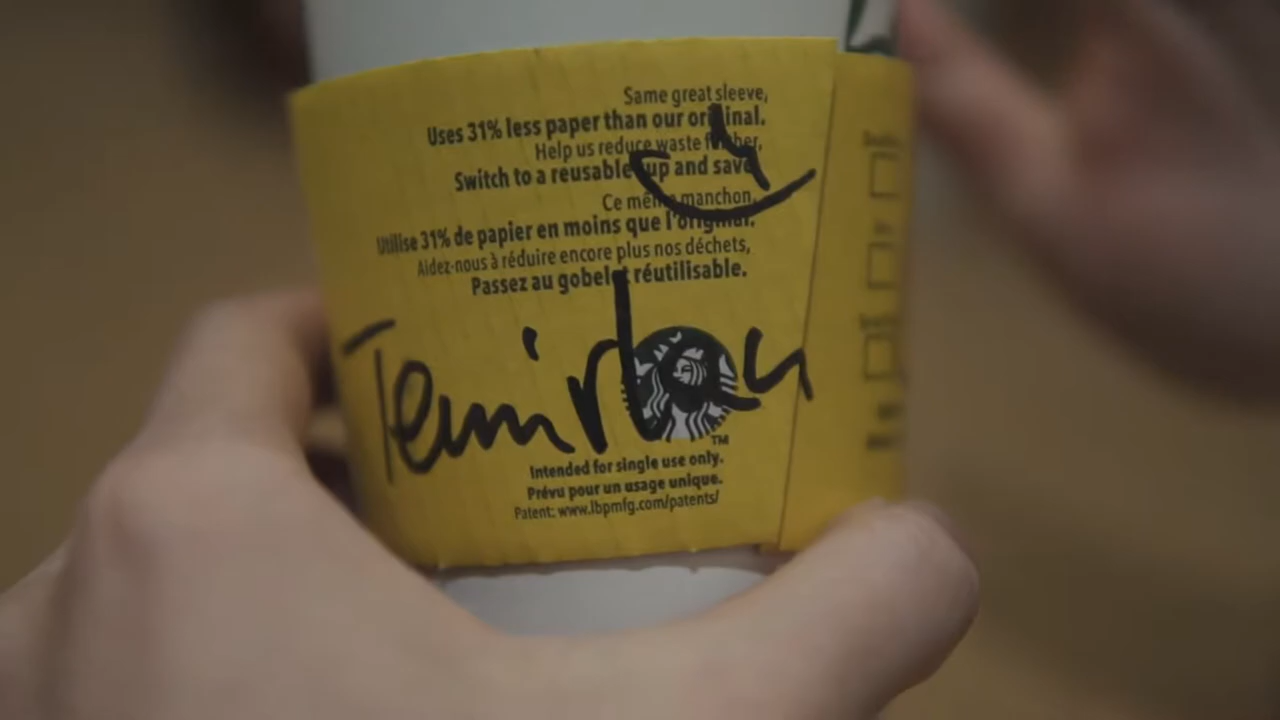 Same great sleeve,
Uses 31% less paper than our original.
Help us reduce waste further,
Switch to a reusable cup and save.
Ce même manchon,
Utilise 31% de papier en moins que l'original.
Aidez-nous à réduire encore plus nos déchets,
Passez au gobelet réutilisable.
Temirlan
TM
Intended for single use only.
Prévu pour un usage unique.
Patent: www.lbpmfg.com/patents/